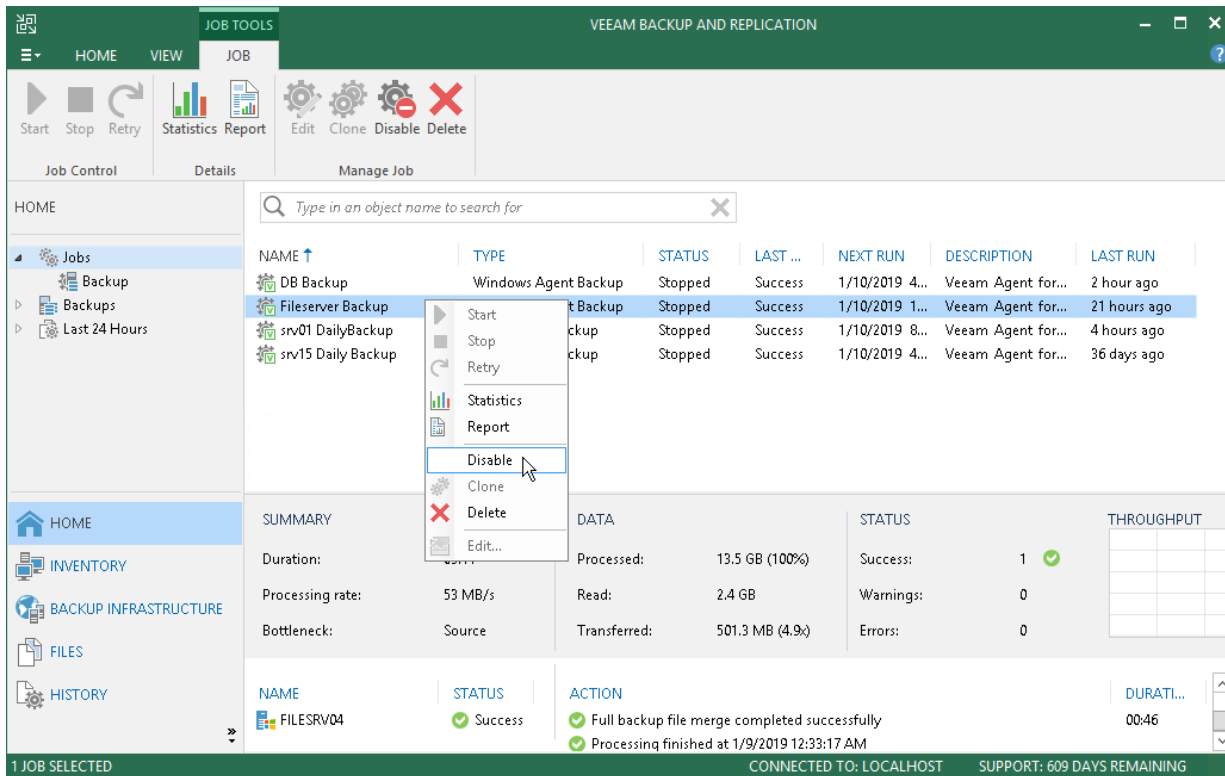 JOB TOOLS
VEEAM BACKUP AND REPLICATION
HOME VIEW JOB ?
Start Stop Retry Statistics Report Edit Clone Disable Delete
Job Control Details Manage Job
HOME
Type in an object name to search for
Jobs
Backup
Backups
Last 24 Hours
NAME TYPE STATUS LAST ... NEXT RUN DESCRIPTION LAST RUN
DB Backup Windows Agent Backup Stopped Success 1/10/2019 4... Veeam Agent for... 2 hour ago
Fileserver Backup t Backup Stopped Success 1/10/2019 1... Veeam Agent for... 21 hours ago
srv01 DailyBackup ckup Stopped Success 1/10/2019 8... Veeam Agent for... 4 hours ago
srv15 Daily Backup ckup Stopped Success 1/10/2019 4... Veeam Agent for... 36 days ago
Start
Stop
Retry
Statistics
Report
Disable
Clone
Delete
Edit...
HOME
INVENTORY
BACKUP INFRASTRUCTURE
FILES
HISTORY
SUMMARY DATA STATUS THROUGHPUT
Duration: Processed: 13.5 GB (100%) Success: 1
Processing rate: 53 MB/s Read: 2.4 GB Warnings: 0
Bottleneck: Source Transferred: 501.3 MB (4.9x) Errors: 0
NAME STATUS ACTION DURATI...
FILESRV04 Success Full backup file merge completed successfully 00:46
Processing finished at 1/9/2019 12:33:17 AM
1 JOB SELECTED CONNECTED TO: LOCALHOST SUPPORT: 609 DAYS REMAINING